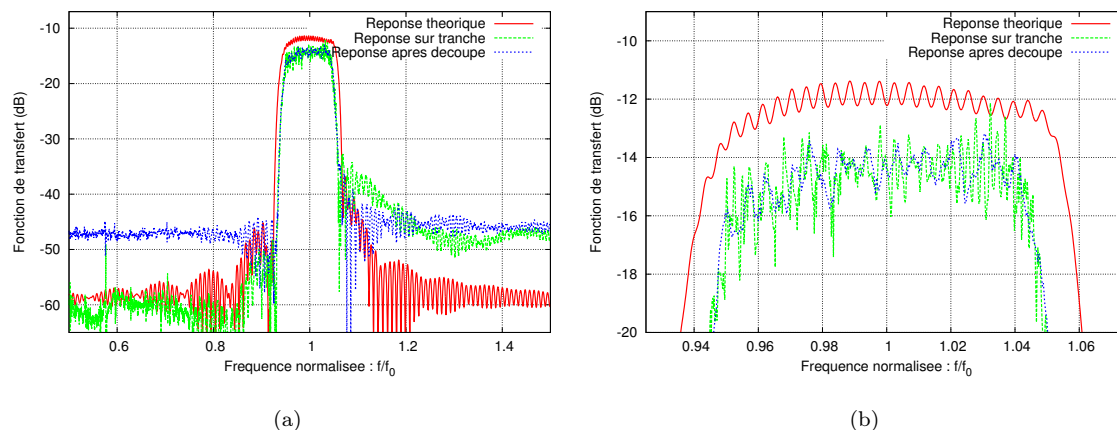 Reponse theorique
Reponse sur tranche
Reponse apres decoupe
-10
-20
-30
-40
-50
-60
0.6
0.8
1
1.2
1.4
Fonction de transfert (dB)
Frequence normalisee : f/f0
(a)
Reponse theorique
Reponse sur tranche
Reponse apres decoupe
-10
-12
-14
-16
-18
-20
0.94
0.96
0.98
1
1.02
1.04
1.06
Fonction de transfert (dB)
Frequence normalisee : f/f0
(b)